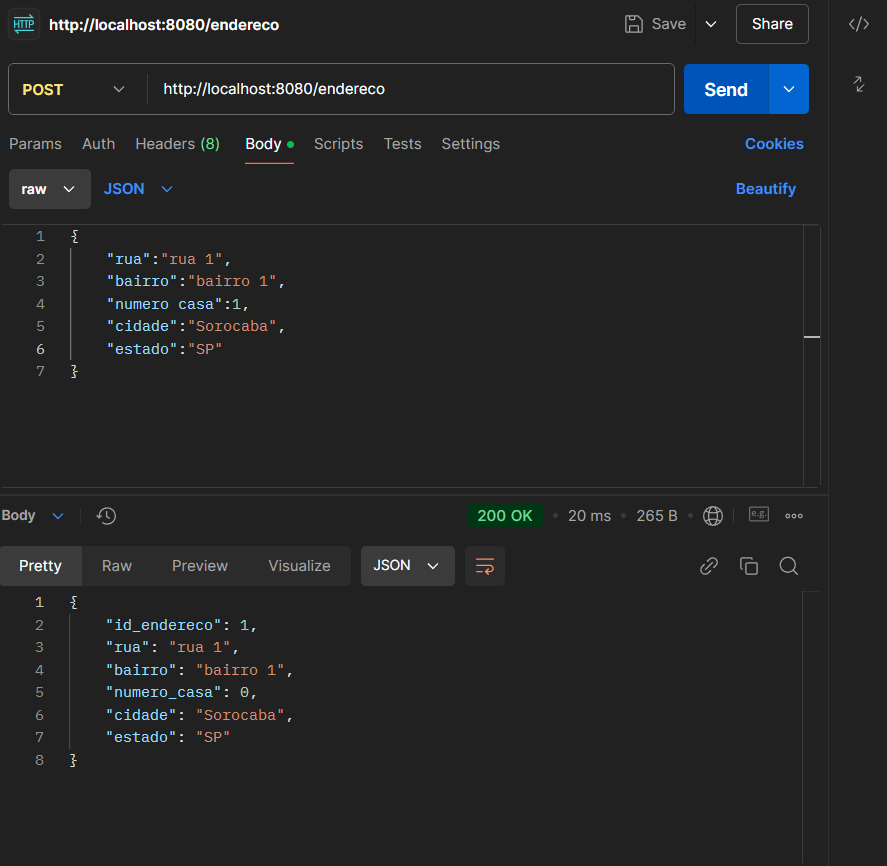 HTTP http://localhost:8080/endereco Save Share
POST http://localhost:8080/endereco Send
Params Auth Headers (8) Body Scripts Tests Settings Cookies
raw JSON Beautify
1 {
2 "rua":"rua 1",
3 "bairro":"bairro 1",
4 "numero casa":1,
5 "cidade":"Sorocaba",
6 "estado":"SP"
7 }
Body 200 OK 20 ms 265 B e.g.
Pretty Raw Preview Visualize JSON
1 {
2 "id_endereco": 1,
3 "rua": "rua 1",
4 "bairro": "bairro 1",
5 "numero_casa": 0,
6 "cidade": "Sorocaba",
7 "estado": "SP"
8 }